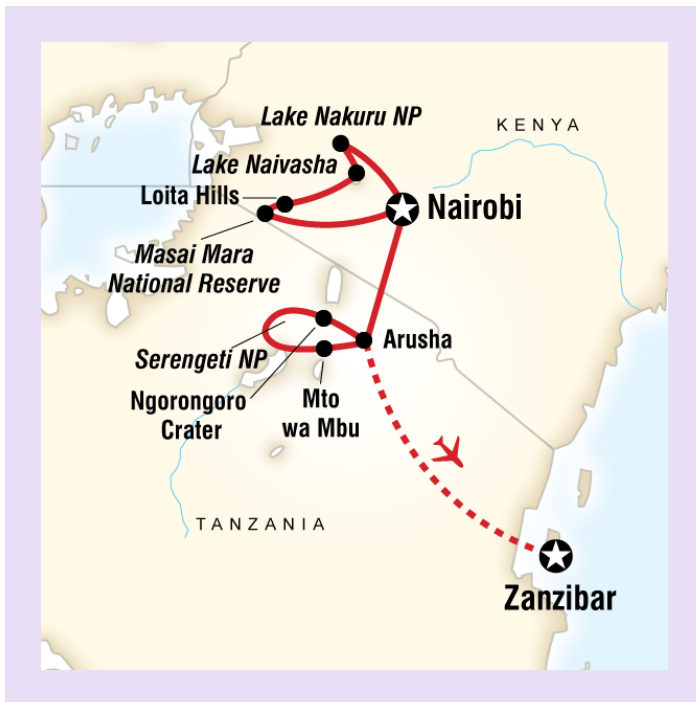 Lake Nakuru NP
KENYA
Lake Naivasha
Loita Hills
Nairobi
Masai Mara
National Reserve
Arusha
Serengeti NP
Ngorongoro
Crater
Mto
wa Mbu
TANZANIA
Zanzibar